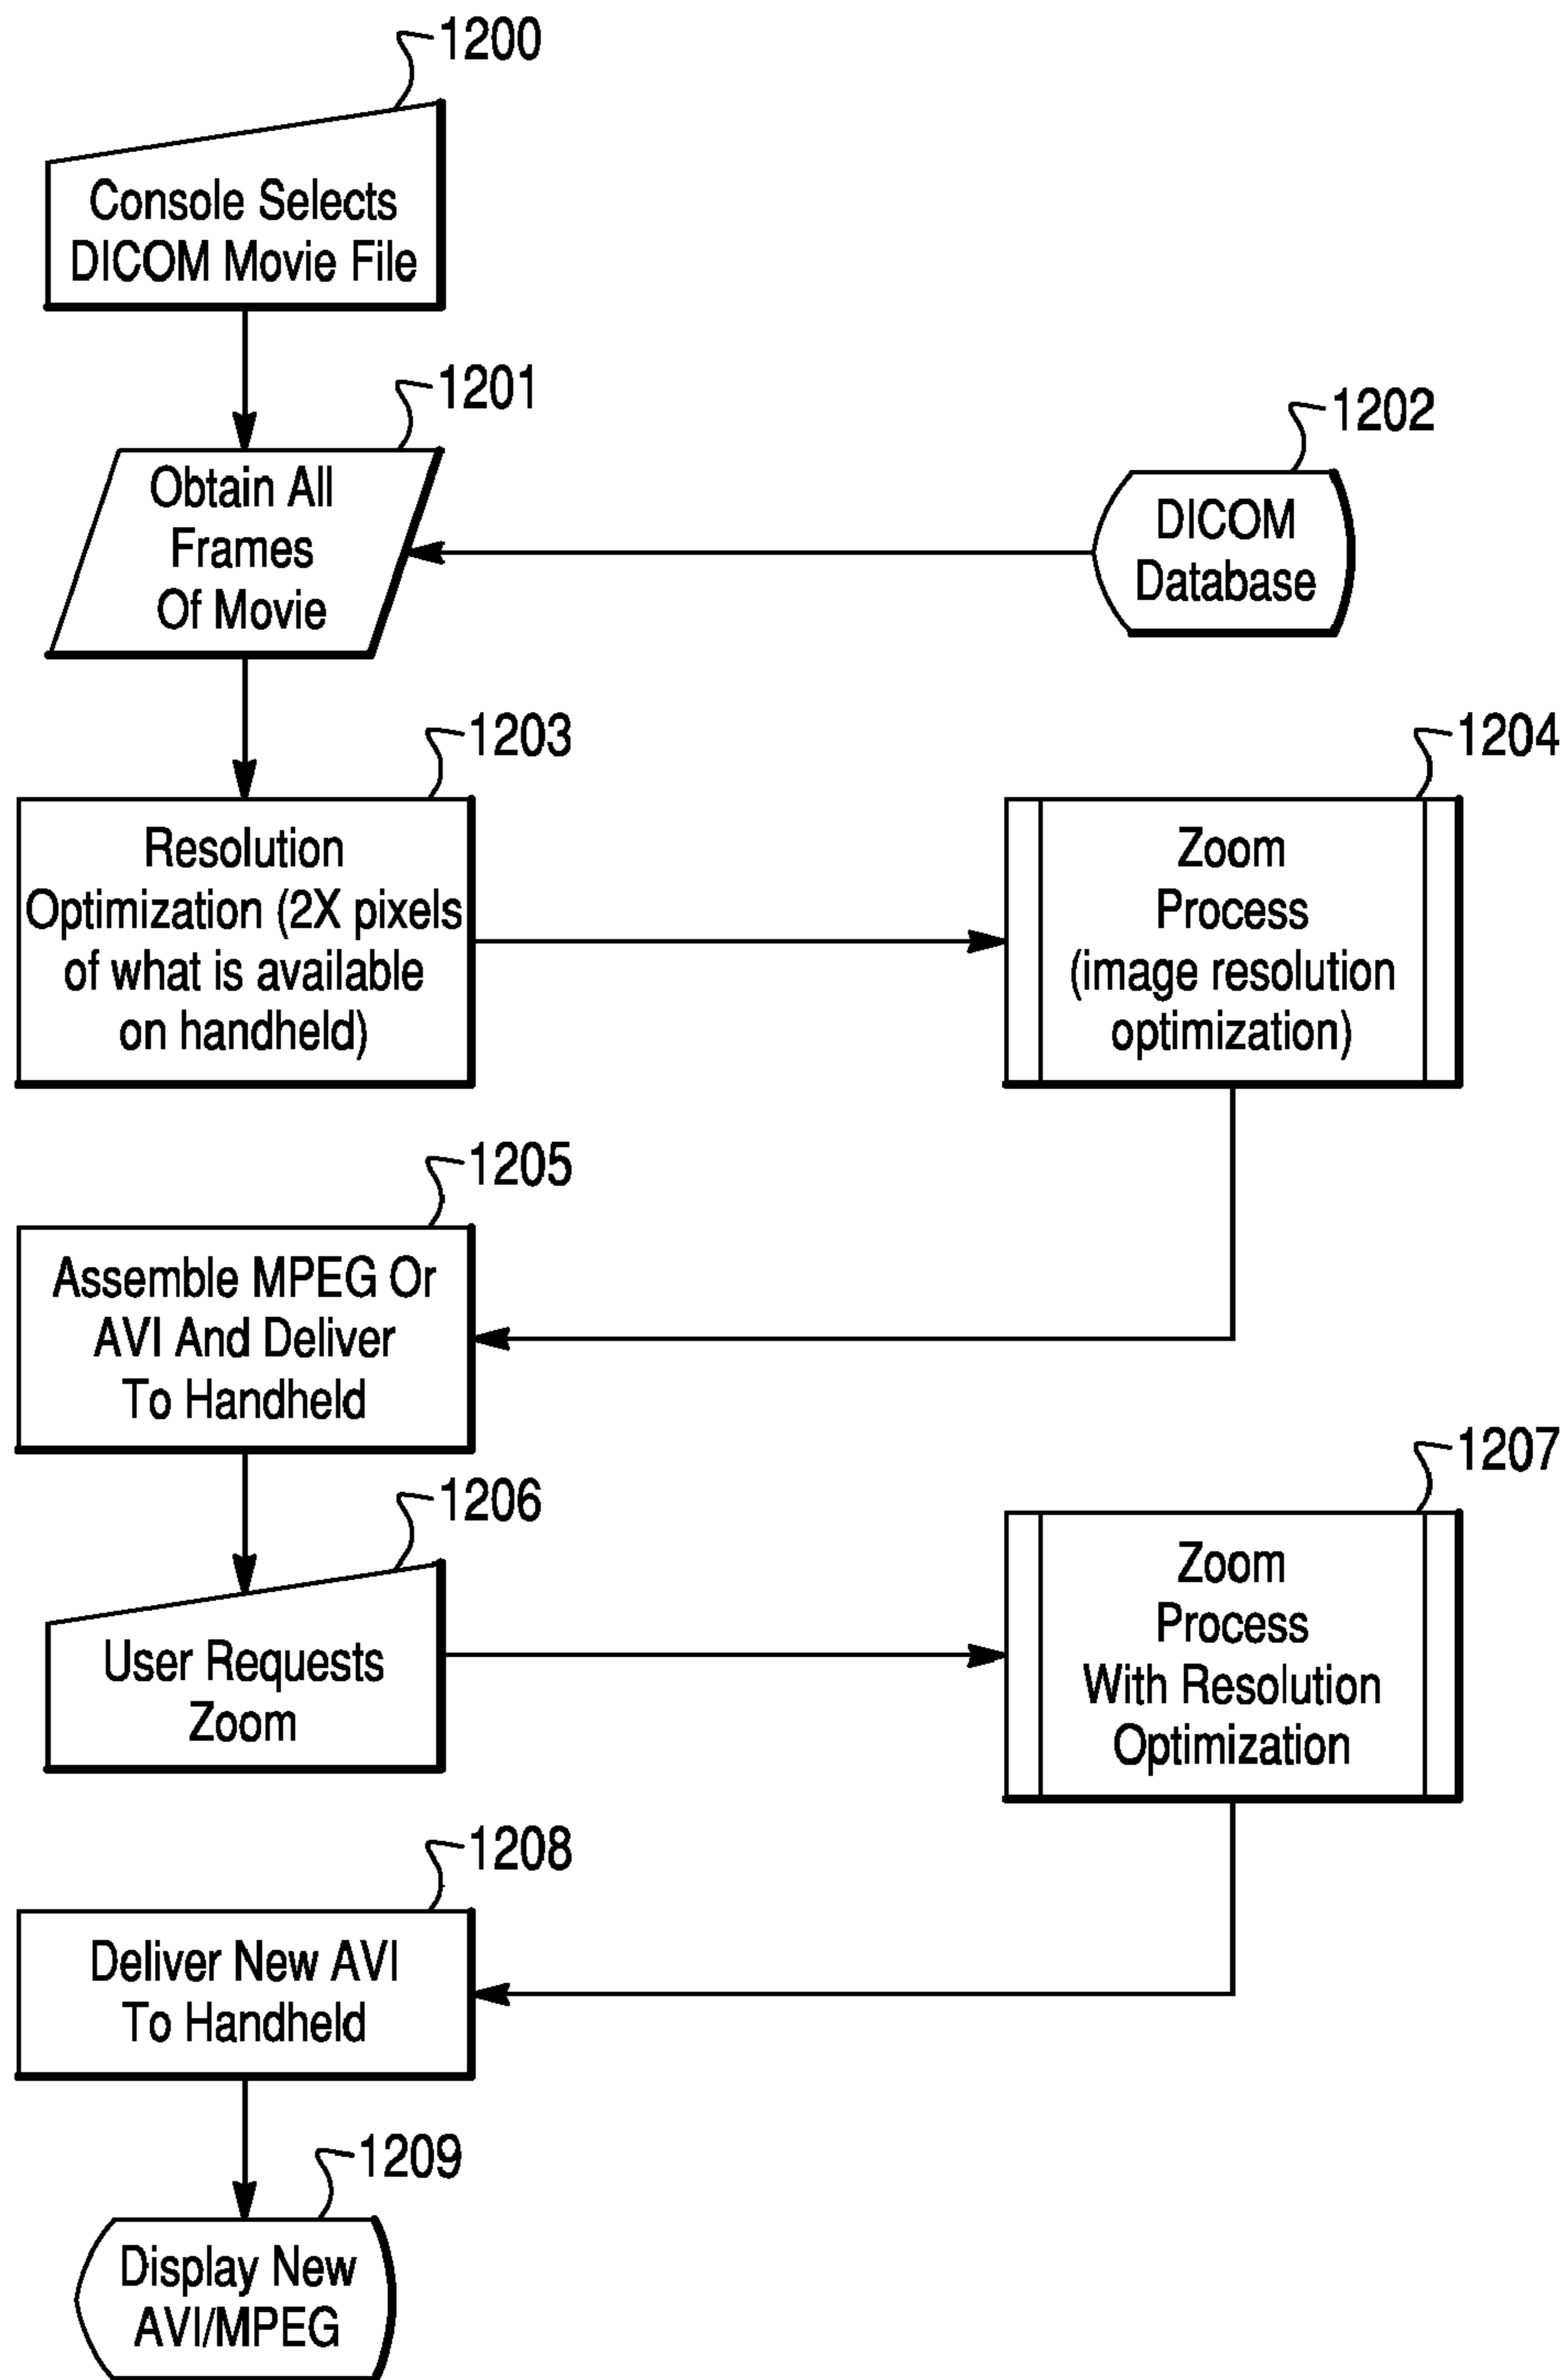 1200
Console Selects
DICOM Movie File
1201
Obtain All
Frames
Of Movie
1202
DICOM
Database
1203
Resolution
Optimization (2X pixels
of what is available
on handheld)
1204
Zoom
Process
(image resolution
optimization)
1205
Assemble MPEG Or
AVI And Deliver
To Handheld
1206
User Requests
Zoom
1207
Zoom
Process
With Resolution
Optimization
1208
Deliver New AVI
To Handheld
1209
Display New
AVI/MPEG